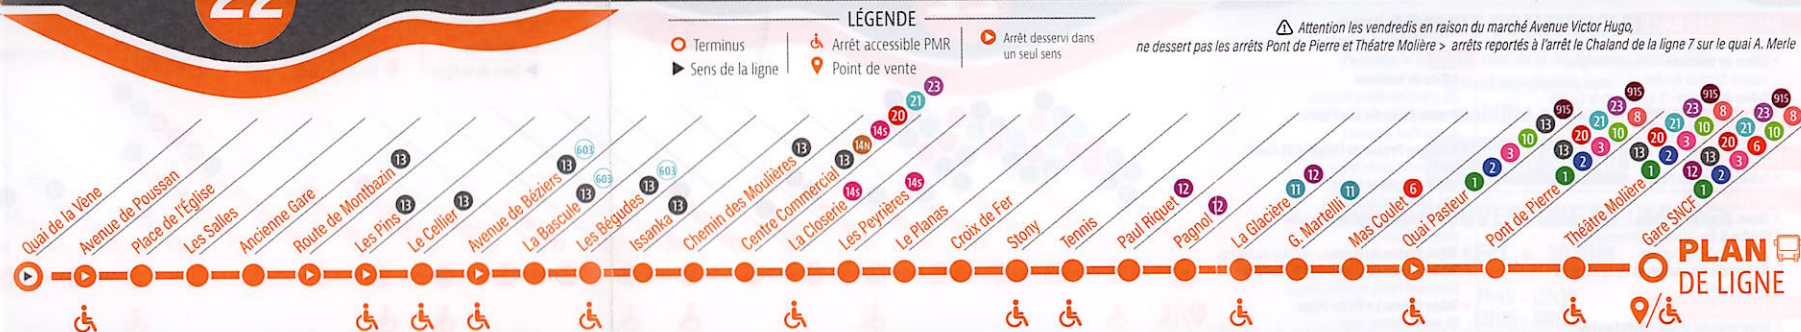 22
LÉGENDE
Terminus
Sens de la ligne
Arrêt accessible PMR
Point de vente
Arrêt desservi dans
un seul sens
Attention les vendredis en raison du marché Avenue Victor Hugo,
ne dessert pas les arrêts Pont de Pierre et Théatre Molière > arrêts reportés à l'arrêt le Chaland de la ligne 7 sur le quai A. Merle
Quai de la Vène
Avenue de Poussan
Place de l'Église
Les Salles
Ancienne Gare
Route de Montbazin 13
Les Pins 13
Le Cellier 13
Avenue de Béziers 13 603
La Bascule 13 603
Les Bégudes 13 603
Issanka 13
Chemin des Moulières 13
Centre Commercial 13 14N 14s 20 21 23
La Closerie 14s
Les Peyrières 14s
Le Planas
Croix de Fer
Stony
Tennis
Paul Riquet 12
Pagnol 12
La Glacière 11 12
G. Martelli 11
Mas Coulet 6
Quai Pasteur 1 2 3 10 13 915
Pont de Pierre 1 2 3 10 8 13 20 21 23 915
Théâtre Molière 1 2 3 10 8 13 20 21 23 915
Gare SNCF 1 2 3 6 10 8 12 13 20 21 23 915
PLAN
DE LIGNE